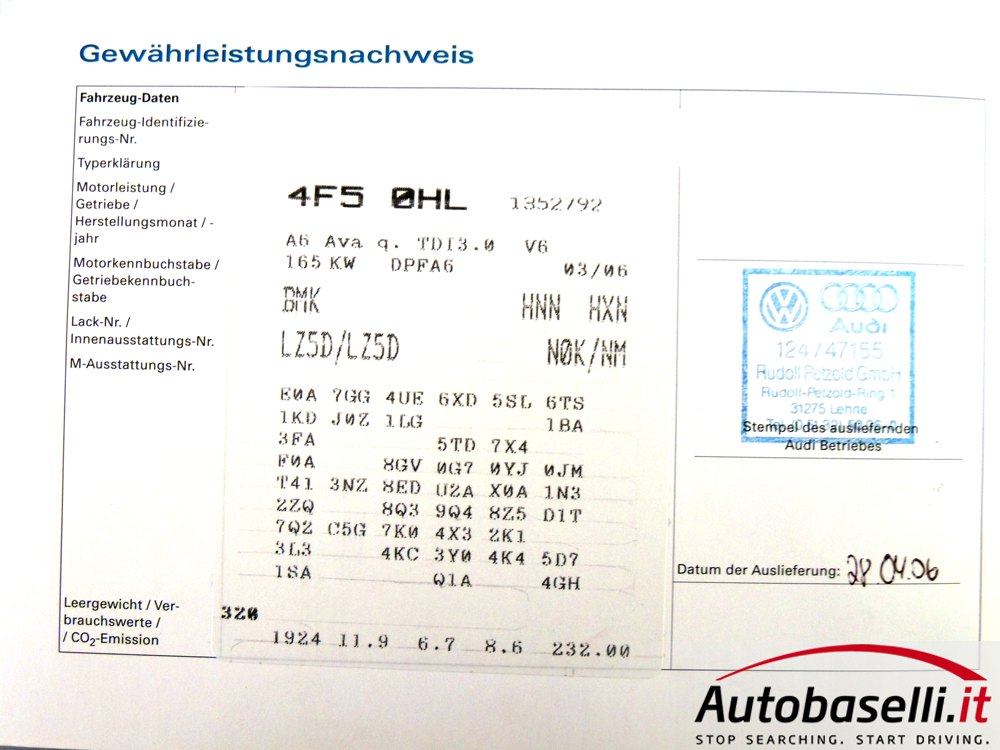 Gewährleistungsnachweis
Fahrzeug-Daten
Fahrzeug-Identifizie-
rungs-Nr.
Typerklärung
Motorleistung /
Getriebe /
Herstellungsmonat / -
jahr
Motorkennbuchstabe /
Getriebekennbuch-
stabe
Lack-Nr. /
Innenausstattungs-Nr.
M-Ausstattungs-Nr.
Leergewicht / Ver-
brauchswerte /
/ CO2-Emission
4F5 0HL 1352/92
A6 Ava q. TDI3.0 V6
165 KW DPFA6 03/06
BMK HNN HXN
LZ5D/LZ5D N0K/NM
E0A 7GG 4UE 6XD 5SL 6TS
1KD J0Z 1LG 1BA
3FA 5TD 7X4
F0A 8GV 0G7 0YJ 0JM
T41 3NZ 8ED U2A X0A 1N3
2ZQ 8Q3 9Q4 8Z5 D1T
7Q2 C5G 7K0 4X3 2K1
3L3 4KC 3Y0 4K4 5D7
1SA Q1A 4GH
320
1924 11.9 6.7 8.6 232.00
Audi
124 / 47155
Rudolf Petzold GmbH
Rudolf-Petzold-Ring 1
31275 Lehrte
Stempel des ausliefernden
Audi Betriebes
Datum der Auslieferung: 28 04.06
Autobaselli.it
STOP SEARCHING. START DRIVING.